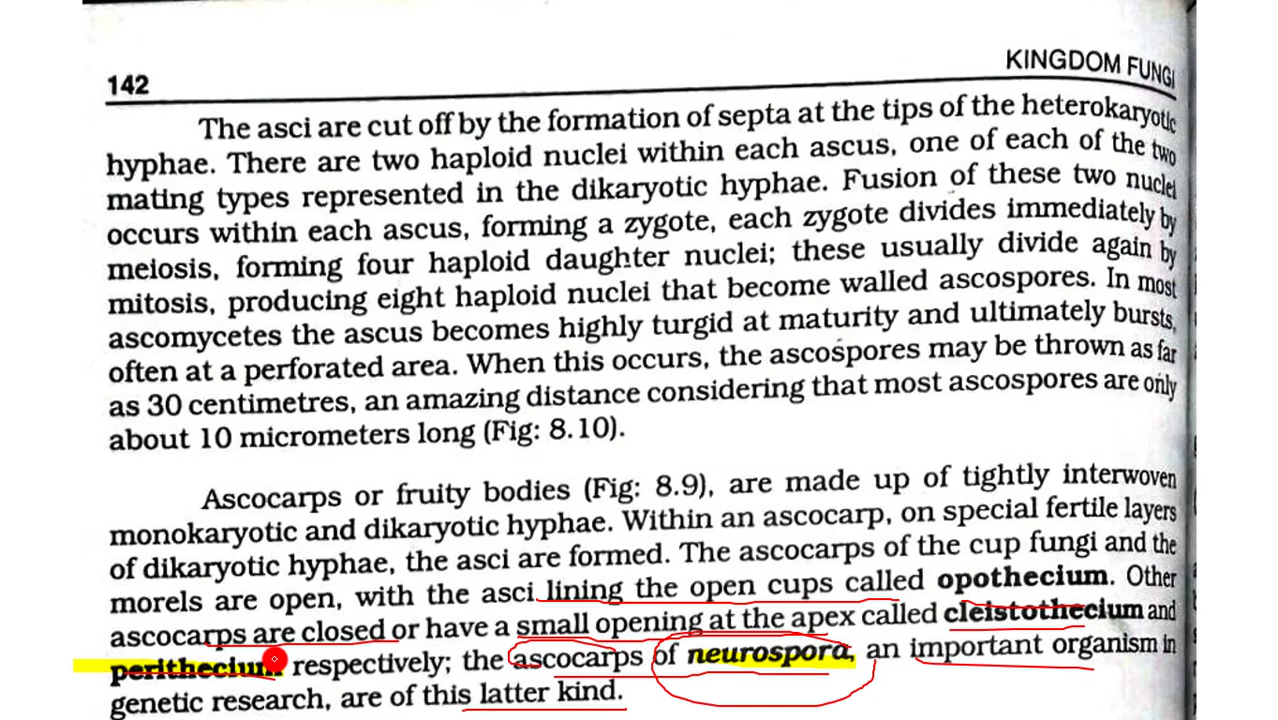 142
KINGDOM FUNGI
The asci are cut off by the formation of septa at the tips of the heterokaryotic
hyphae. There are two haploid nuclei within each ascus, one of each of the two
mating types represented in the dikaryotic hyphae. Fusion of these two nuclei
occurs within each ascus, forming a zygote, each zygote divides immediately by
meiosis, forming four haploid daughter nuclei; these usually divide again by
mitosis, producing eight haploid nuclei that become walled ascospores. In most
ascomycetes the ascus becomes highly turgid at maturity and ultimately bursts,
often at a perforated area. When this occurs, the ascospores may be thrown as far
as 30 centimetres, an amazing distance considering that most ascospores are only
about 10 micrometers long (Fig: 8.10).
Ascocarps or fruity bodies (Fig: 8.9), are made up of tightly interwoven
monokaryotic and dikaryotic hyphae. Within an ascocarp, on special fertile layers
of dikaryotic hyphae, the asci are formed. The ascocarps of the cup fungi and the
morels are open, with the asci lining the open cups called opothecium. Other
ascocarps are closed or have a small opening at the apex called cleistothecium and
perithecium respectively; the ascocarps of neurospora, an important organism in
genetic research, are of this latter kind.